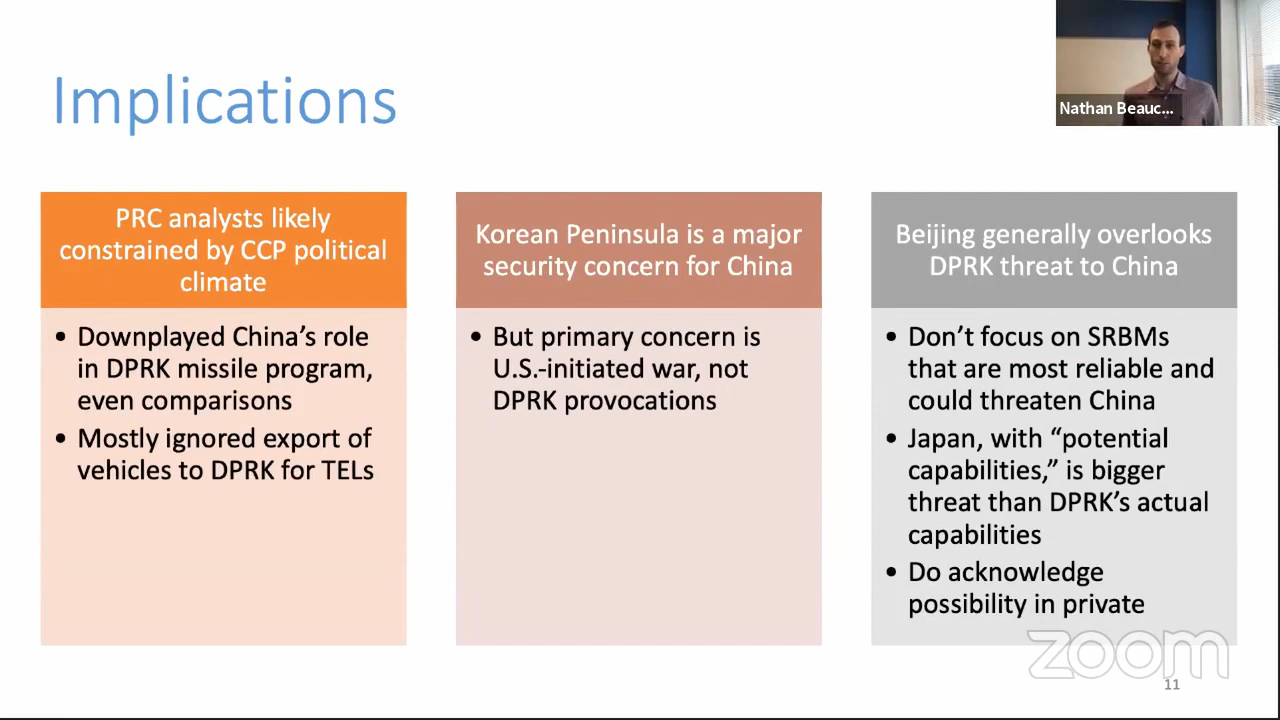 Implications
Nathan Beauc...
PRC analysts likely
constrained by CCP political
climate
• Downplayed China’s role
in DPRK missile program,
even comparisons
• Mostly ignored export of
vehicles to DPRK for TELs
Korean Peninsula is a major
security concern for China
• But primary concern is
U.S.-initiated war, not
DPRK provocations
Beijing generally overlooks
DPRK threat to China
• Don’t focus on SRBMs
that are most reliable and
could threaten China
• Japan, with “potential
capabilities,” is bigger
threat than DPRK’s actual
capabilities
• Do acknowledge
possibility in private
zoom
11